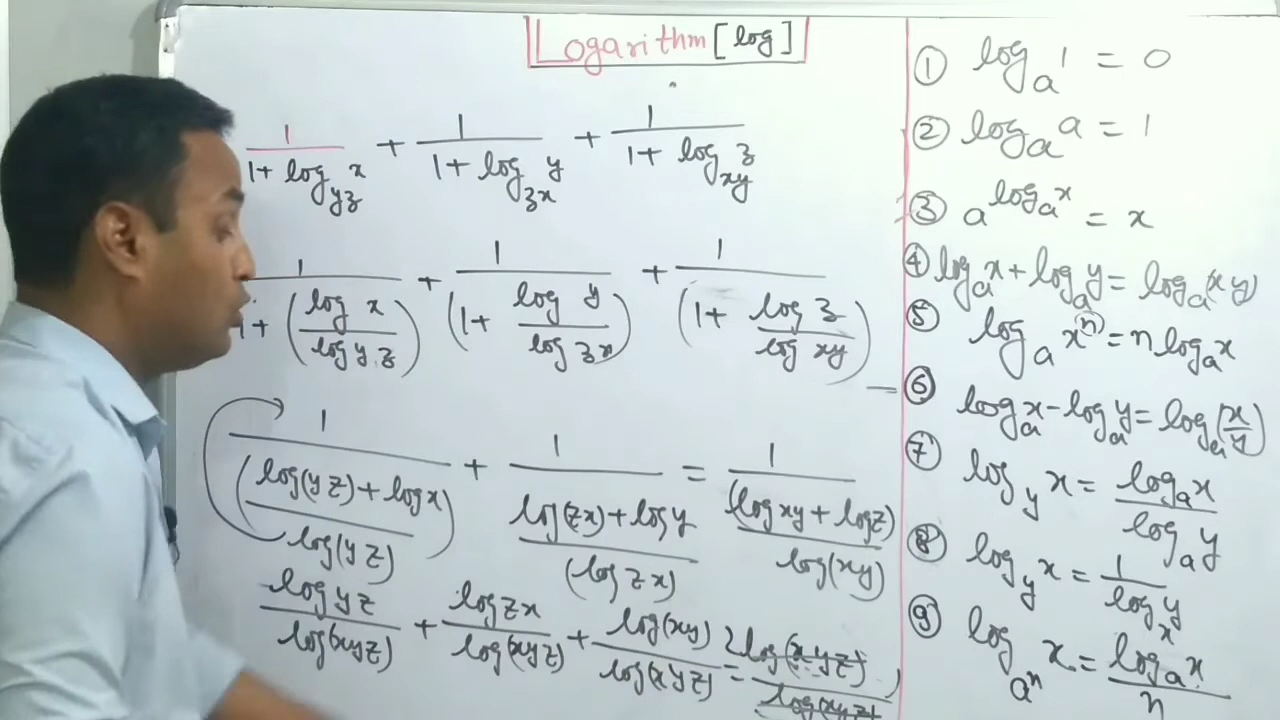 Logarithm [log]
1/(1+ log_yz x) + 1/(1+ log_zx y) + 1/(1+ log_xy z)
1/(1+ (log x/log y.z)) + 1/(1+ (log y/log zx)) + 1/(1+ (log z/log xy))
1/((log(yz)+log x)/log(yz)) + 1/((log(zx)+log y)/(log zx)) = 1/((log xy + log z)/log(xy))
log yz/log(xyz) + log zx/log(xyz) + log(xy)/log(xyz) = 2log(x.yz)/log(xyz)
① log_a 1 = 0
② log_a a = 1
③ a^(log_a x) = x
④ log_a x + log_a y = log_a (xy)
⑤ log_a x^(n) = n log_a x
⑥ log_a x - log_a y = log_a (x/y)
⑦ log_y x = log_a x/log_a y
⑧ log_y x = 1/log_x y
⑨ log_a^n x = log_a x/n